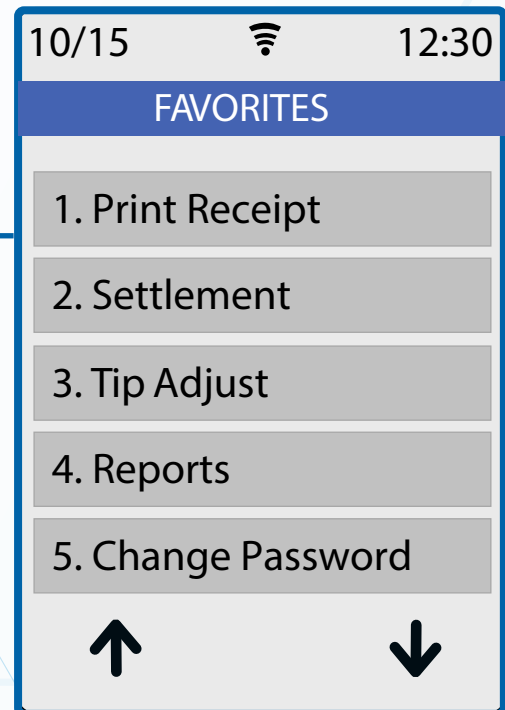 10/15 12:30
FAVORITES
1. Print Receipt
2. Settlement
3. Tip Adjust
4. Reports
5. Change Password